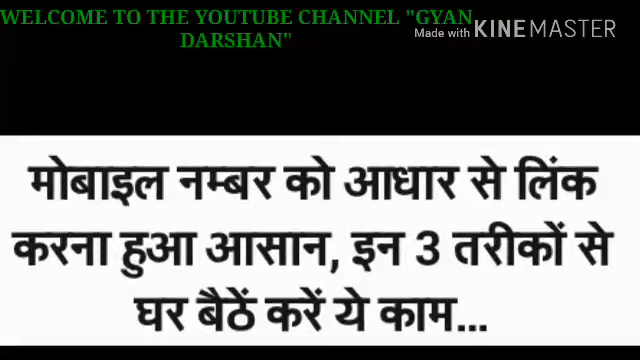 WELCOME TO THE YOUTUBE CHANNEL "GYAN
DARSHAN"
Made with KINEMASTER
मोबाइल नम्बर को आधार से लिंक
करना हुआ आसान, इन 3 तरीकों से
घर बैठें करें ये काम...